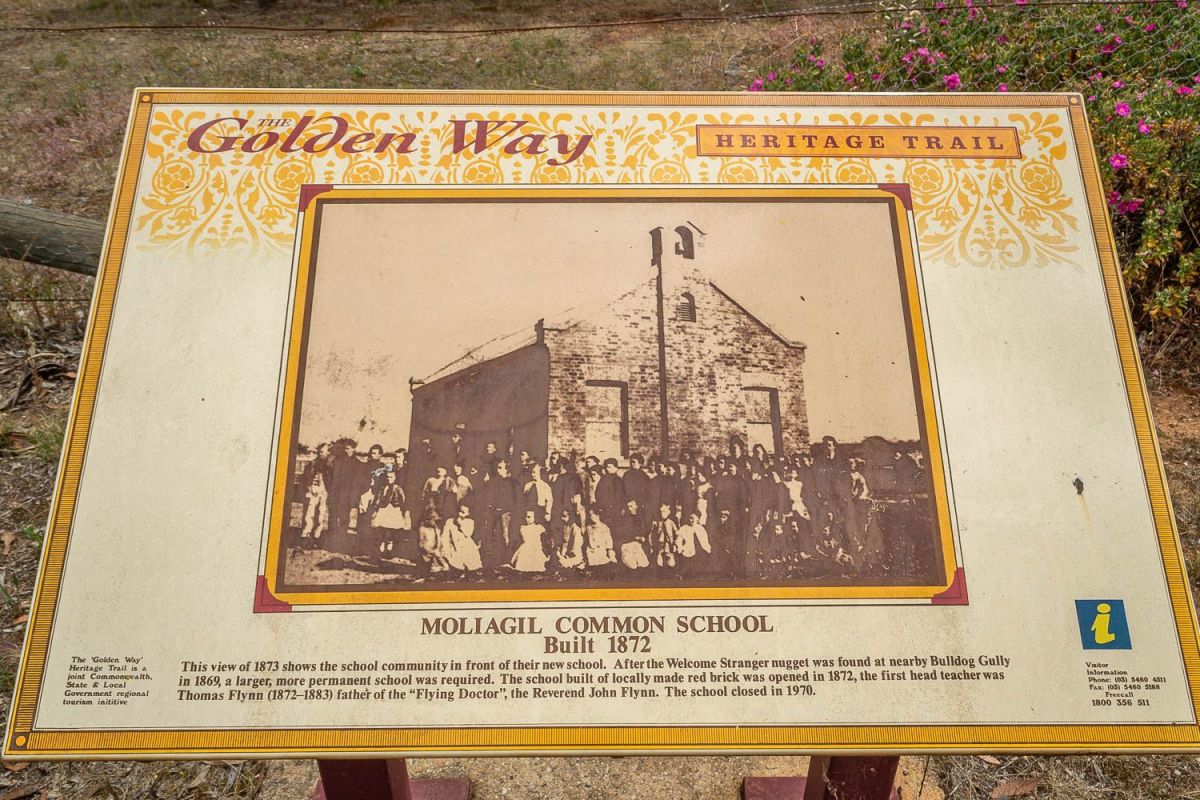 THE Golden Way
HERITAGE TRAIL
MOLIAGIL COMMON SCHOOL
Built 1872
This view of 1873 shows the school community in front of their new school. After the Welcome Stranger nugget was found at nearby Bulldog Gully
in 1869, a larger, more permanent school was required. The school built of locally made red brick was opened in 1872, the first head teacher was
Thomas Flynn (1872–1883) father of the “Flying Doctor”, the Reverend John Flynn. The school closed in 1970.
The ‘Golden Way’
Heritage Trail is a
joint Commonwealth,
State & Local
Government regional
tourism inititive
i
Visitor
Information
Phone: (03) 5460 4511
Fax: (03) 5460 5188
Freecall
1800 356 511